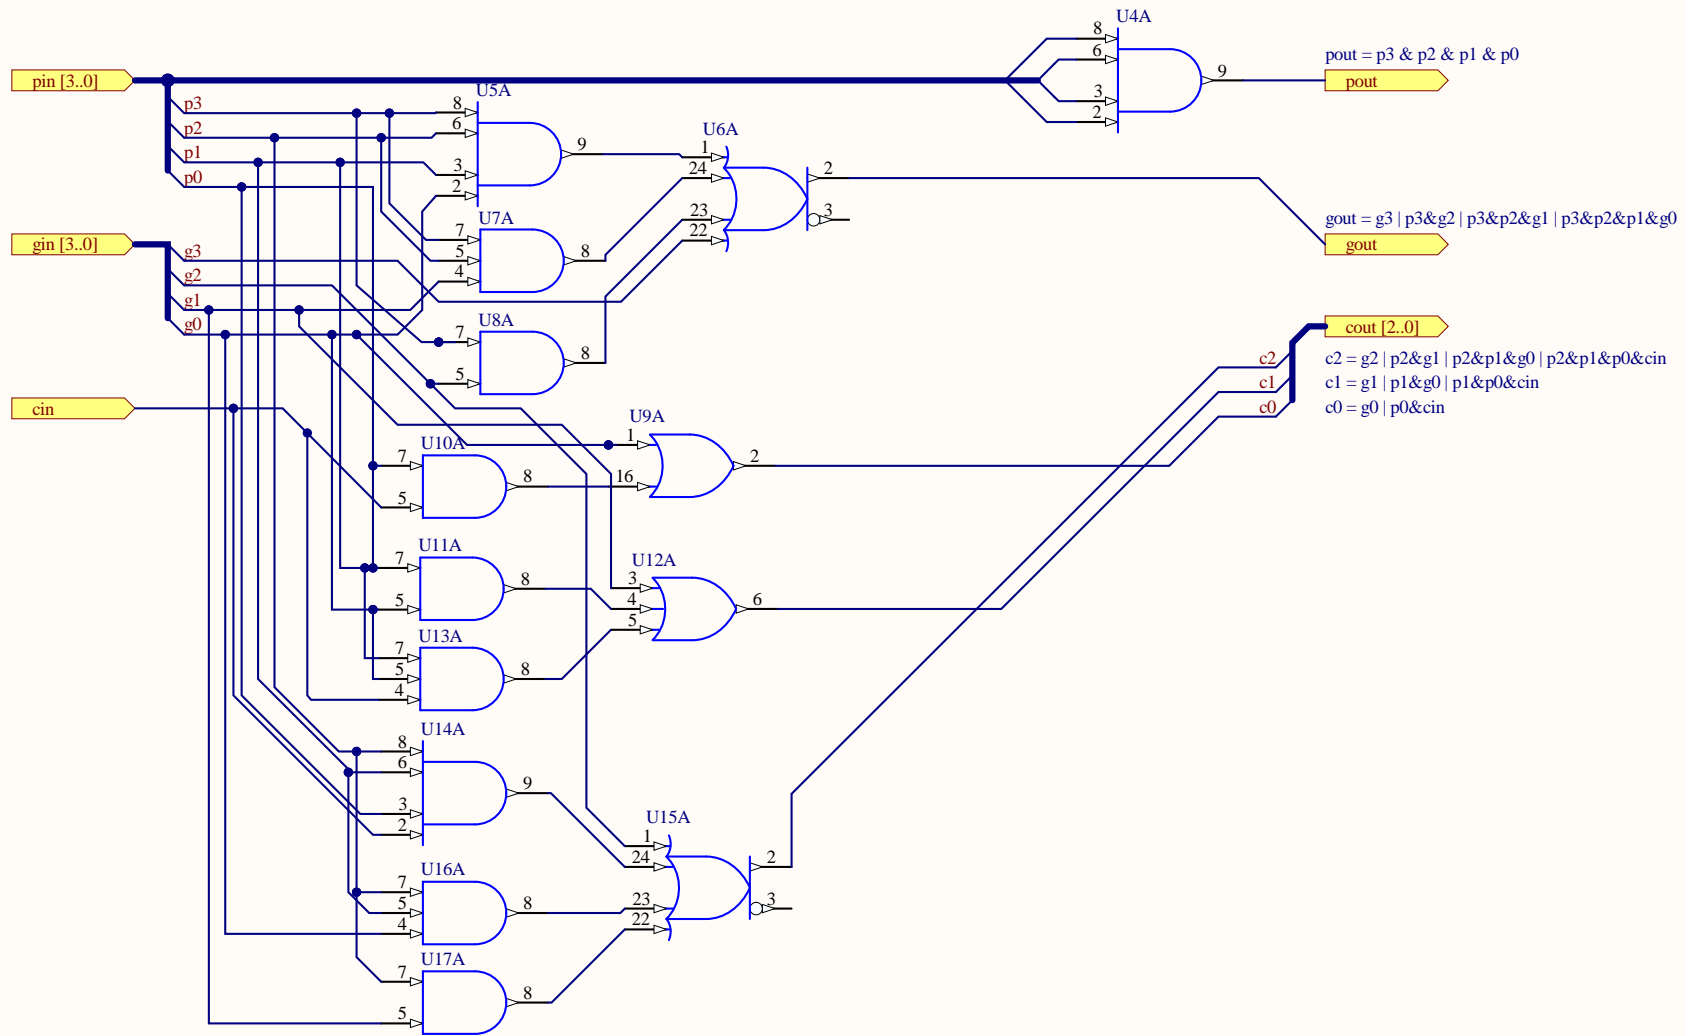 U4A
8
6
3
2
9
pout = p3 & p2 & p1 & p0
pin [3..0]
pout
U5A
p3
8
p2
6
p1
3
p0
2
9
U6A
1
24
23
22
2
3
U7A
7
5
4
8
gout = g3 | p3&g2 | p3&p2&g1 | p3&p2&p1&g0
gin [3..0]
gout
g3
g2
g1
g0
U8A
7
5
8
cout [2..0]
c2
c2 = g2 | p2&g1 | p2&p1&g0 | p2&p1&p0&cin
c1
c1 = g1 | p1&g0 | p1&p0&cin
c0
c0 = g0 | p0&cin
cin
U9A
1
16
2
U10A
7
5
8
U11A
7
5
8
U12A
3
4
5
6
U13A
7
5
4
8
U14A
8
6
3
2
9
U15A
1
24
23
22
2
3
U16A
7
5
4
8
U17A
7
5
8